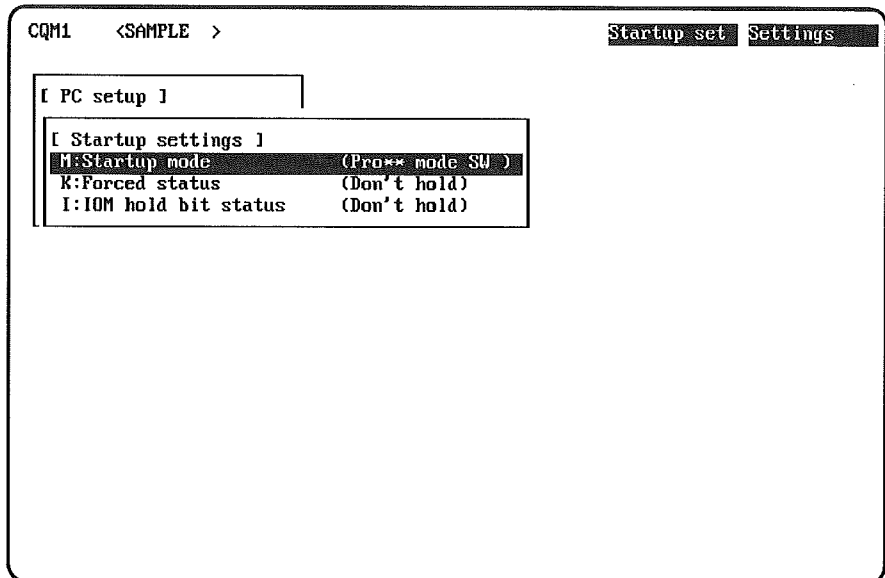 CQM1 <SAMPLE > Startup set Settings
[ PC setup ]
[ Startup settings ]
M:Startup mode (Pro** mode SW )
K:Forced status (Don't hold)
I:IOM hold bit status (Don't hold)